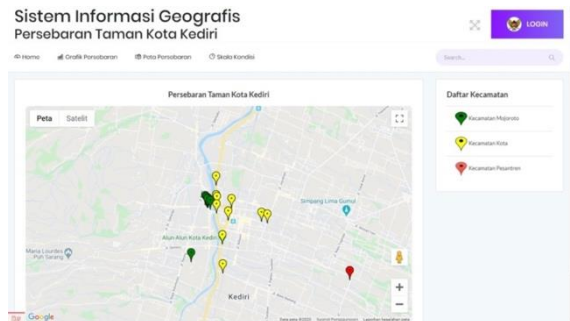 Sistem Informasi Geografis
Persebaran Taman Kota Kediri
LOGIN
Home
Grafik Persebaran
Peta Persebaran
Skala Kondisi
Search...
Persebaran Taman Kota Kediri
Daftar Kecamatan
Peta
Satelit
Kecamatan Mojoroto
Kecamatan Kota
Kecamatan Pesantren
Simpang Lima Gumul
Alun-Alun Kota Kediri
Maria Lourdes
Puh Sarang
Kediri
Google